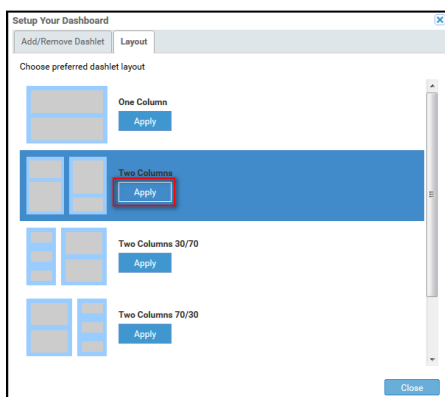 Setup Your Dashboard
Add/Remove Dashlet Layout
Choose preferred dashlet layout
One Column
Apply
Two Columns
Apply
Two Columns 30/70
Apply
Two Columns 70/30
Apply
Close